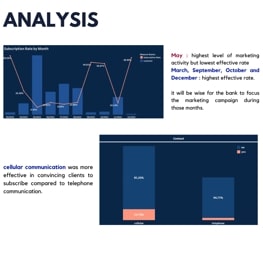 ANALYSIS
Subscription Rate by Month
May : highest level of marketing
activity but lowest effective rate
March, September, October and
December : highest effective rate.
It will be wise for the bank to focus
the marketing campaign during
those months.
Contact
cellular communication was more
effective in convincing clients to
subscribe compared to telephone
communication.